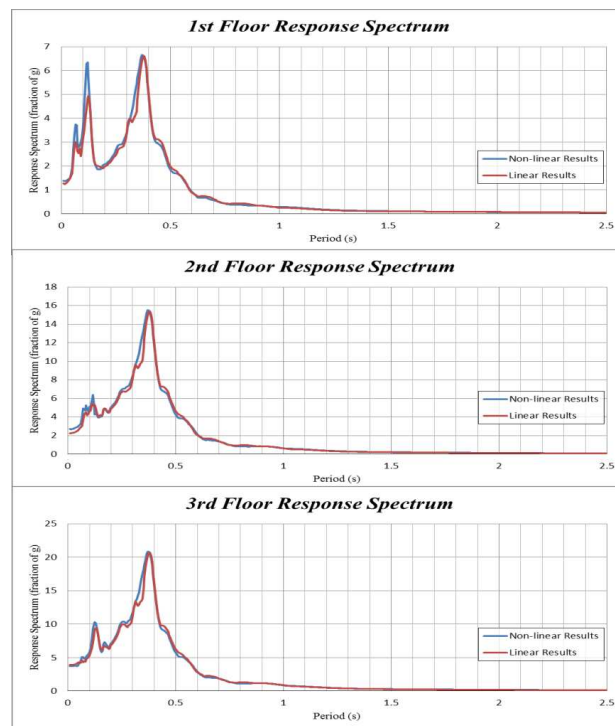 1st Floor Response Spectrum
Response Spectrum (fraction of g)
7
6
5
4
3
2
1
0
Non-linear Results
Linear Results
0
0.5
1
2
2.5
Period (s)
2nd Floor Response Spectrum
Response Spectrum (fraction of g)
18
16
14
12
10
8
6
4
2
0
Non-linear Results
Linear Results
0
0.5
1
1.5
2
2.5
Period (s)
3rd Floor Response Spectrum
Response Spectrum (fraction of g)
25
20
15
10
5
0
Non-linear Results
Linear Results
0
0.5
1
1.5
2
2.5
Period (s)